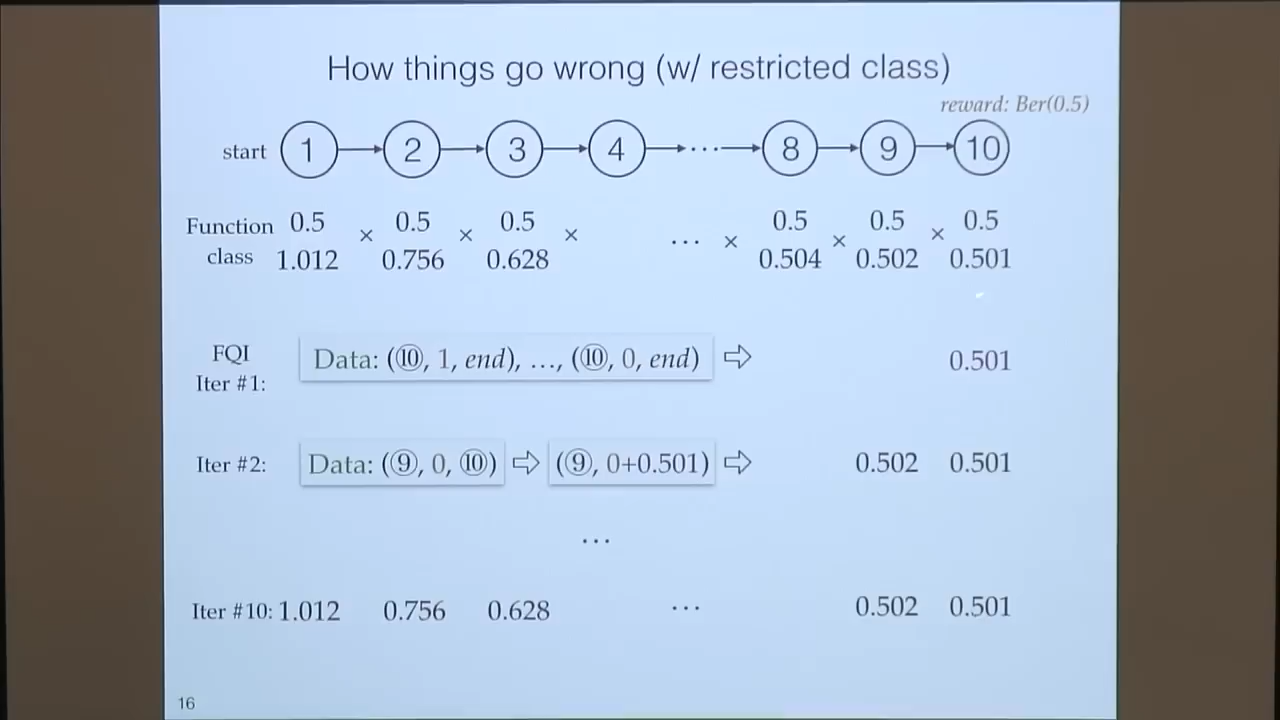 How things go wrong (w/ restricted class)
reward: Ber(0.5)
start 1 2 3 4 ... 8 9 10
Function class
0.5 × 0.5 × 0.5 × ... × 0.5 × 0.5 × 0.5
1.012 0.756 0.628 0.504 0.502 0.501
FQI
Iter #1:
Data: (⑩, 1, end), ..., (⑩, 0, end) ⇨ 0.501
Iter #2: Data: (⑨, 0, ⑩) ⇨ (⑨, 0+0.501) ⇨ 0.502 0.501
...
Iter #10: 1.012 0.756 0.628 ... 0.502 0.501
16